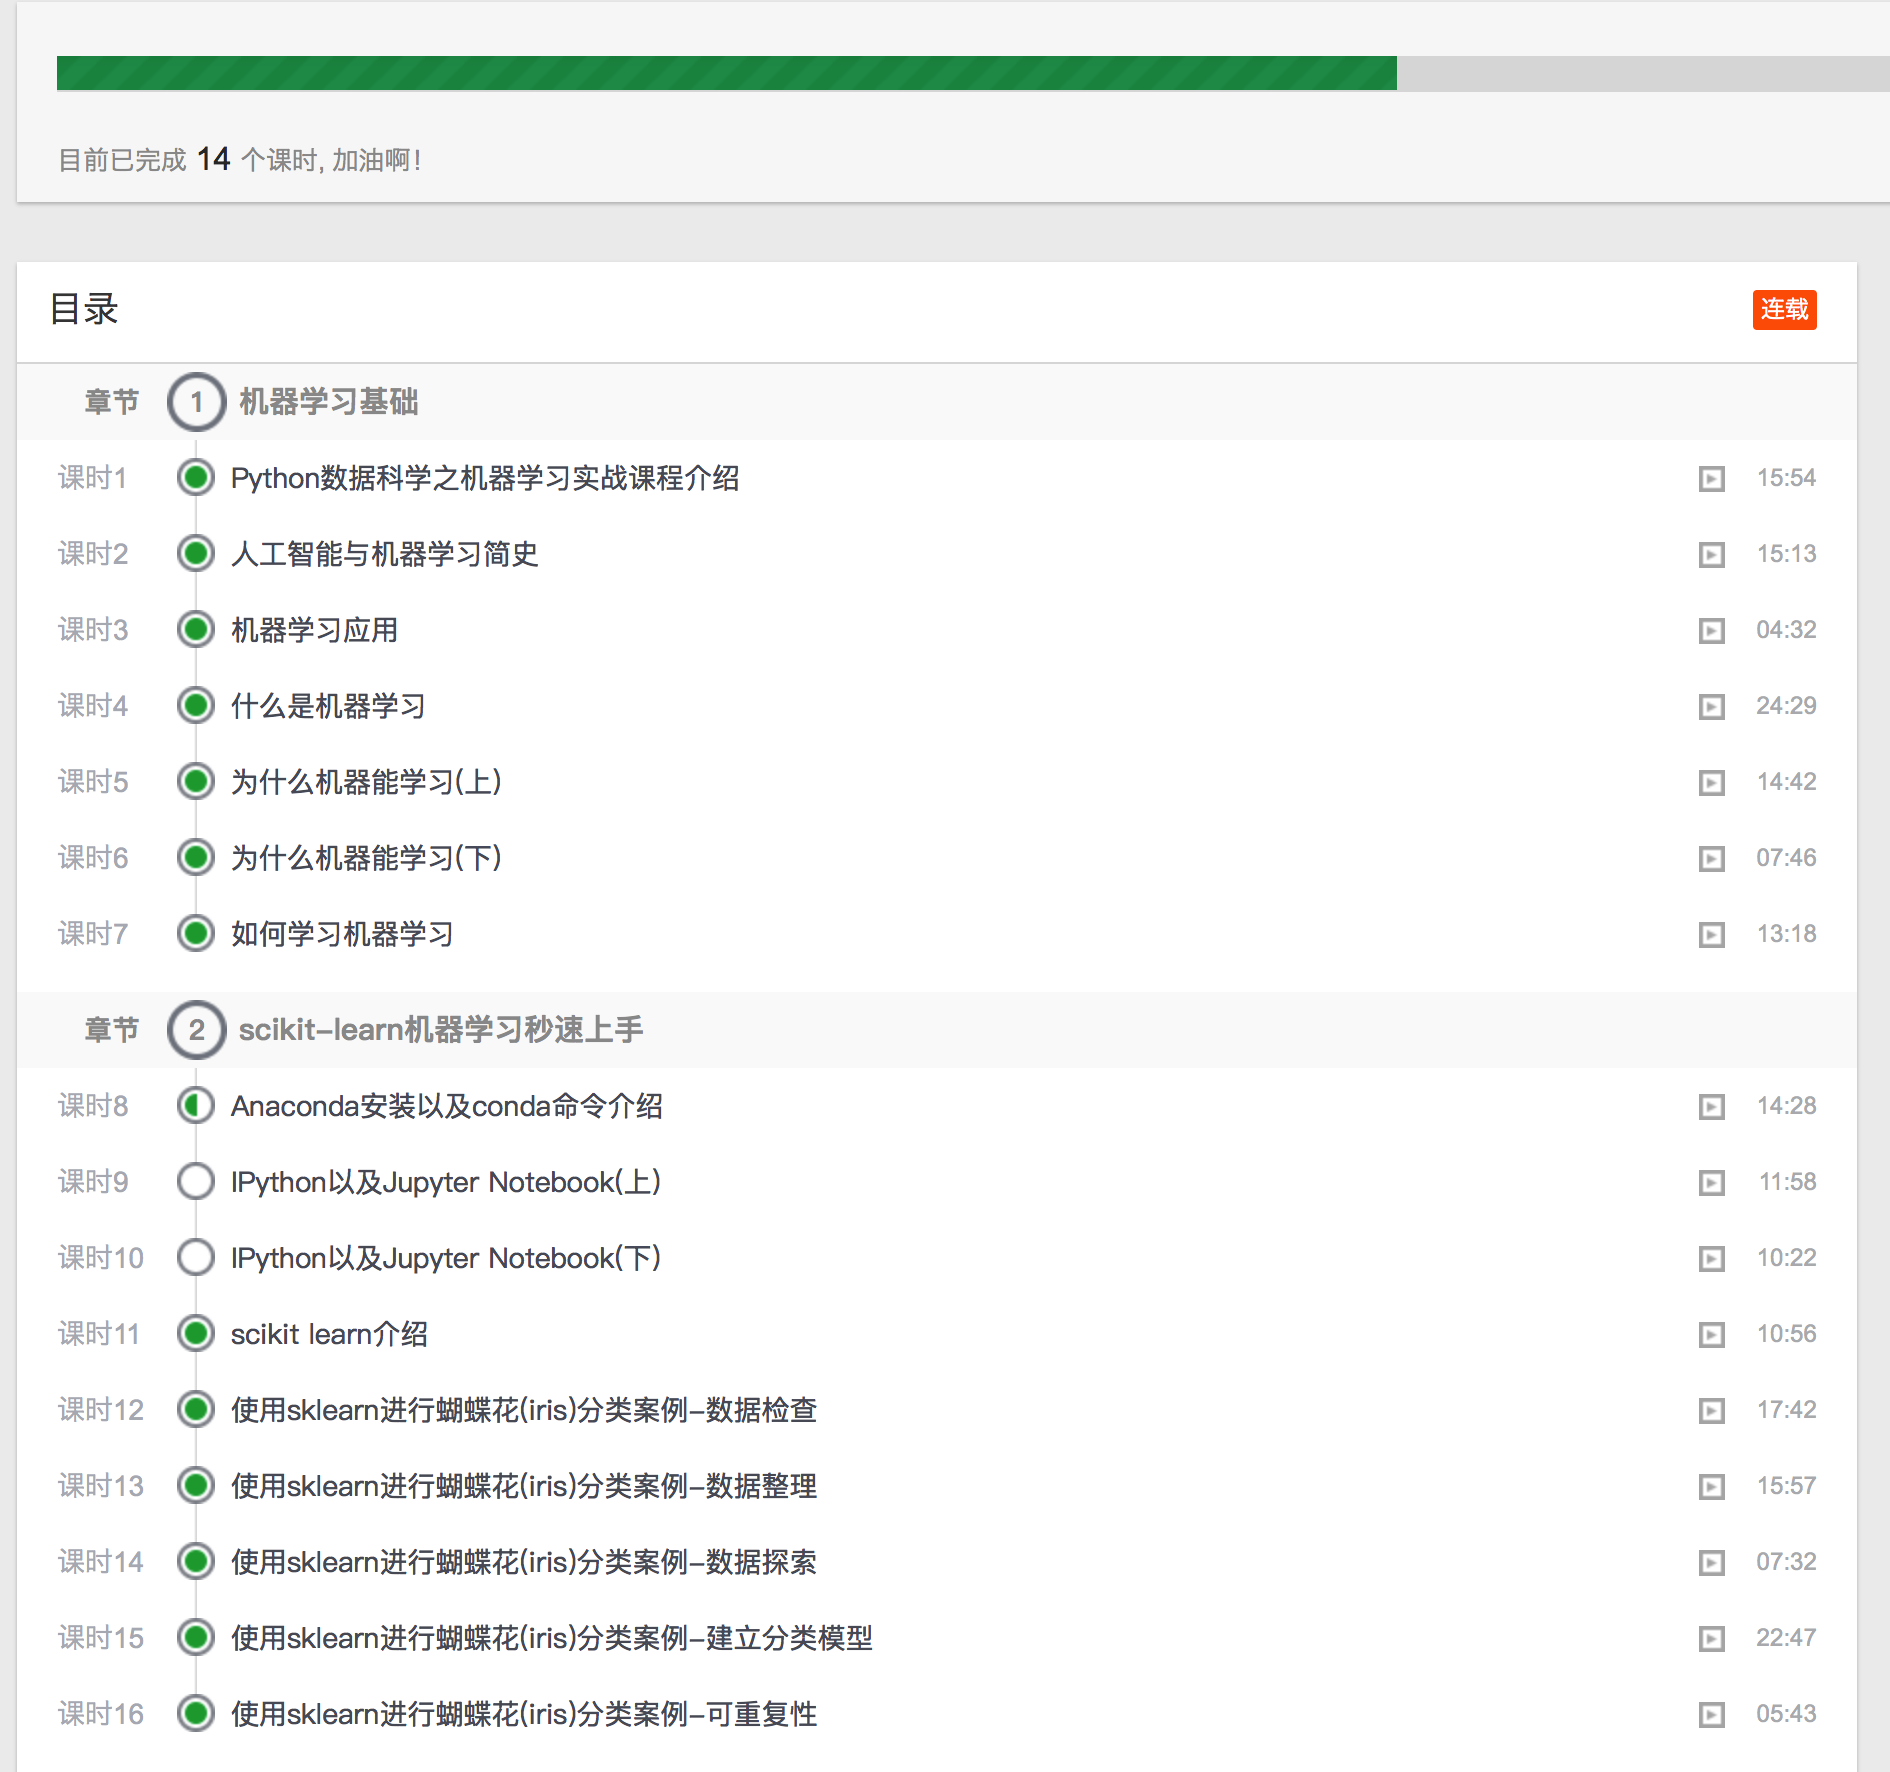 目前已完成 14 个课时, 加油啊!
目录
连载
章节 1 机器学习基础
课时1 Python数据科学之机器学习实战课程介绍 15:54
课时2 人工智能与机器学习简史 15:13
课时3 机器学习应用 04:32
课时4 什么是机器学习 24:29
课时5 为什么机器能学习(上) 14:42
课时6 为什么机器能学习(下) 07:46
课时7 如何学习机器学习 13:18
章节 2 scikit-learn机器学习秒速上手
课时8 Anaconda安装以及conda命令介绍 14:28
课时9 IPython以及Jupyter Notebook(上) 11:58
课时10 IPython以及Jupyter Notebook(下) 10:22
课时11 scikit learn介绍 10:56
课时12 使用sklearn进行蝴蝶花(iris)分类案例-数据检查 17:42
课时13 使用sklearn进行蝴蝶花(iris)分类案例-数据整理 15:57
课时14 使用sklearn进行蝴蝶花(iris)分类案例-数据探索 07:32
课时15 使用sklearn进行蝴蝶花(iris)分类案例-建立分类模型 22:47
课时16 使用sklearn进行蝴蝶花(iris)分类案例-可重复性 05:43